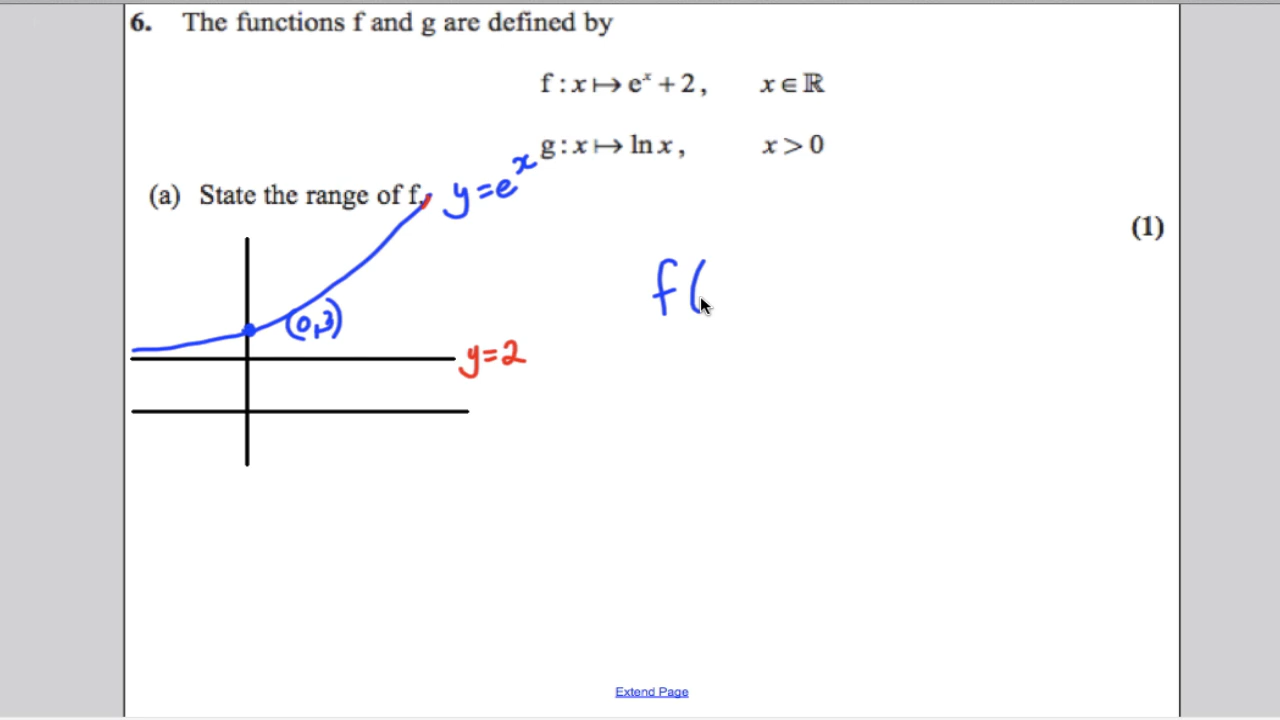 6. The functions f and g are defined by
f : x ↦ eˣ + 2, x ∈ ℝ
g : x ↦ ln x, x > 0
(a) State the range of f.
y=eˣ
(1)
f(
(0,3)
y=2
Extend Page